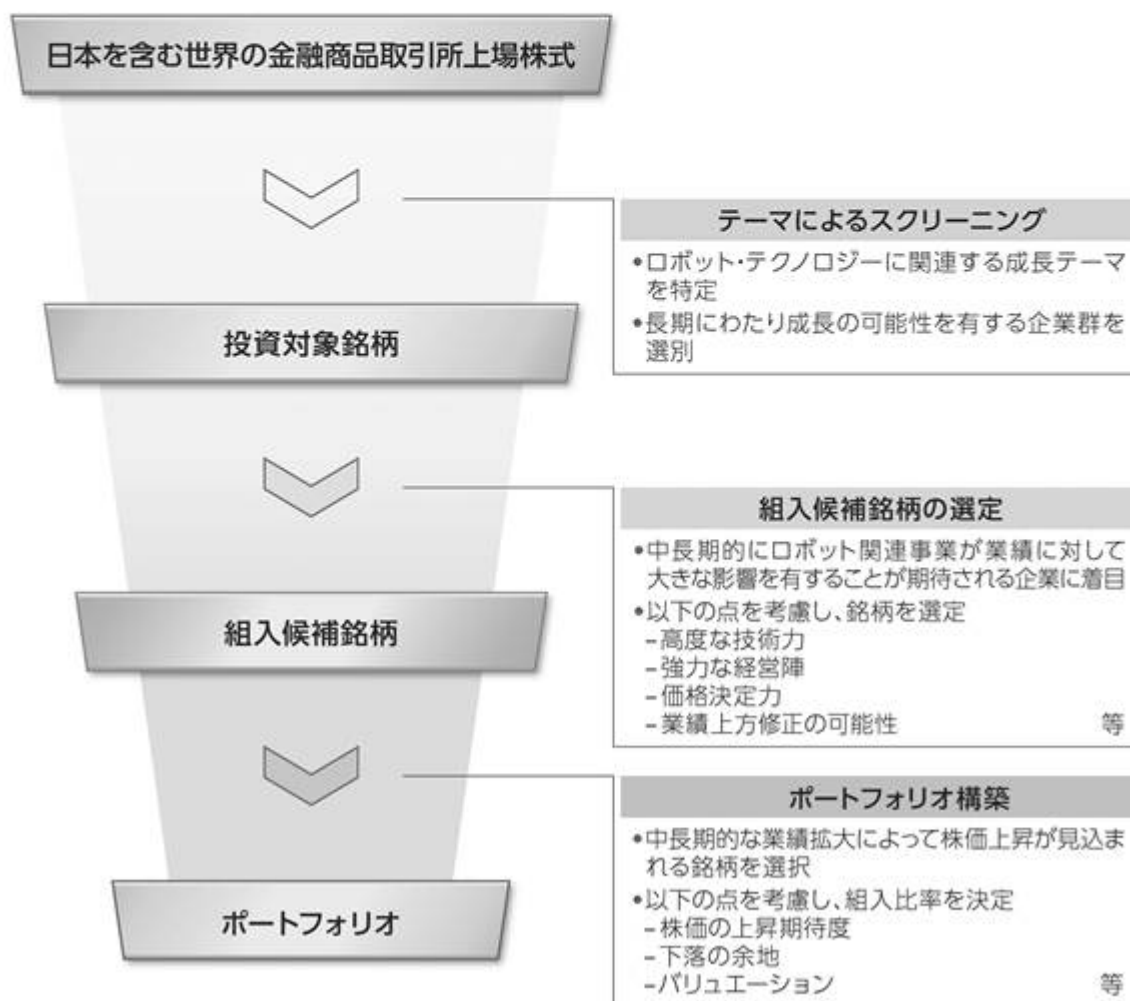 日本を含む世界の金融商品取引所上場株式
テーマによるスクリーニング
•ロボット・テクノロジーに関連する成長テーマ
を特定
•長期にわたり成長の可能性を有する企業群を
選別
投資対象銘柄
組入候補銘柄の選定
•中長期的にロボット関連事業が業績に対して
大きな影響を有することが期待される企業に着目
•以下の点を考慮し、銘柄を選定
–高度な技術力
–強力な経営陣
–価格決定力
–業績上方修正の可能性 等
組入候補銘柄
ポートフォリオ構築
•中長期的な業績拡大によって株価上昇が見込ま
れる銘柄を選択
•以下の点を考慮し、組入比率を決定
–株価の上昇期待度
–下落の余地
–バリュエーション 等
ポートフォリオ